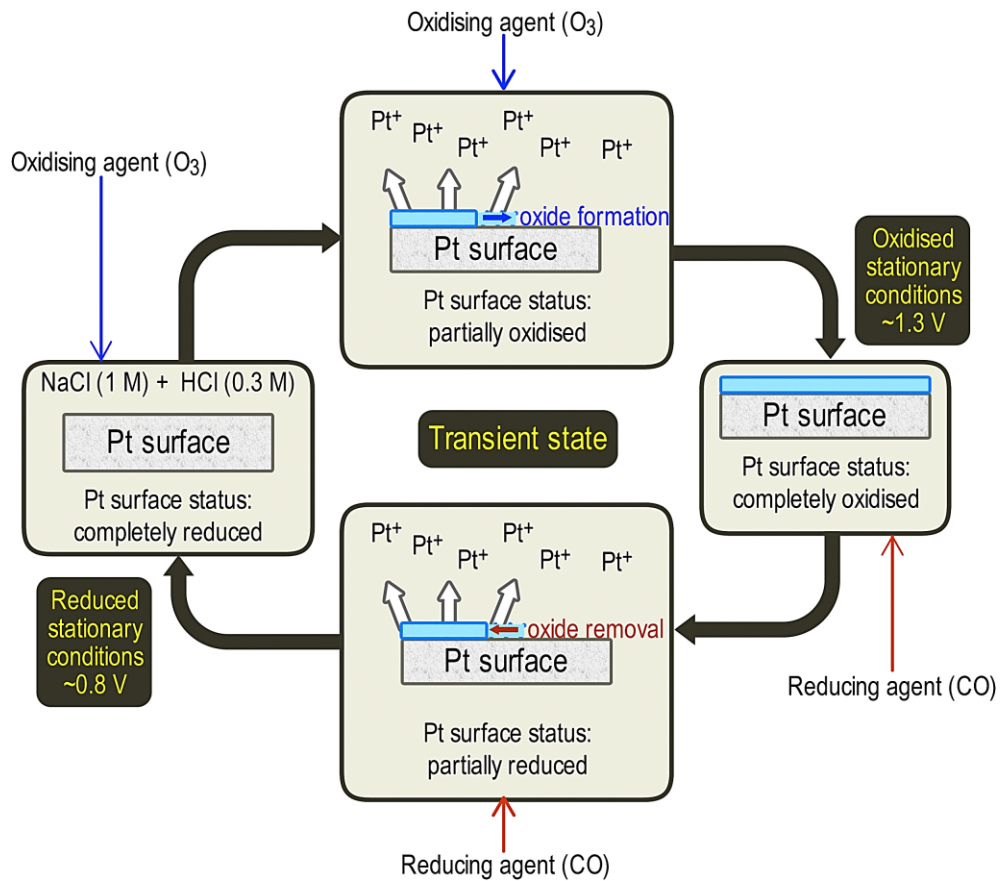 Oxidising agent (O₃)
Pt⁺ Pt⁺ Pt⁺ Pt⁺ Pt⁺ Pt⁺
oxide formation
Pt surface
Pt surface status:
partially oxidised
Oxidising agent (O₃)
Oxidised
stationary
conditions
~1.3 V
NaCl (1 M) + HCl (0.3 M)
Pt surface
Pt surface status:
completely reduced
Transient state
Pt surface
Pt surface status:
completely oxidised
Pt⁺ Pt⁺ Pt⁺ Pt⁺ Pt⁺ Pt⁺
oxide removal
Pt surface
Pt surface status:
partially reduced
Reduced
stationary
conditions
~0.8 V
Reducing agent (CO)
Reducing agent (CO)